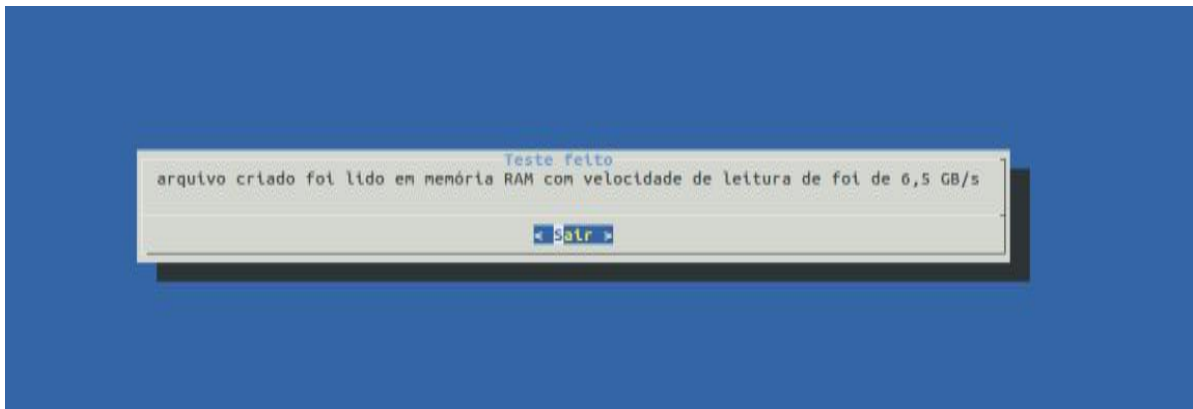 Teste feito
arquivo criado foi lido em memória RAM com velocidade de leitura de foi de 6,5 GB/s
< Sair >